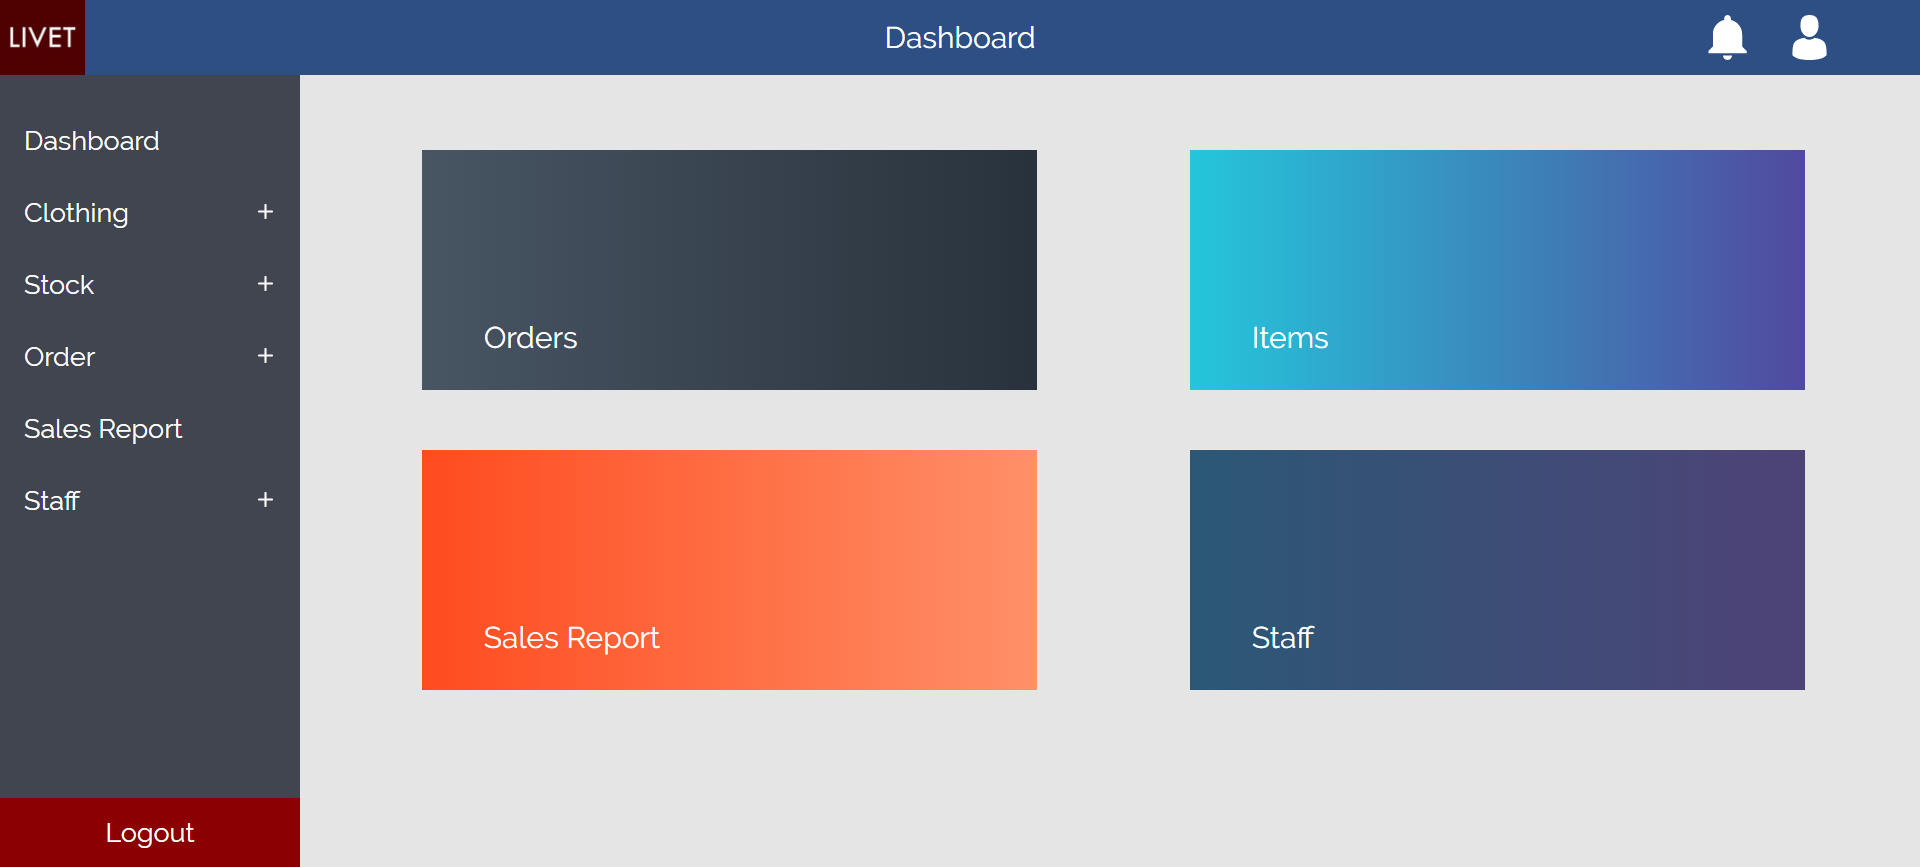 LIVET
Dashboard
Dashboard
Clothing +
Stock +
Order +
Sales Report
Staff +
Logout
Orders
Items
Sales Report
Staff